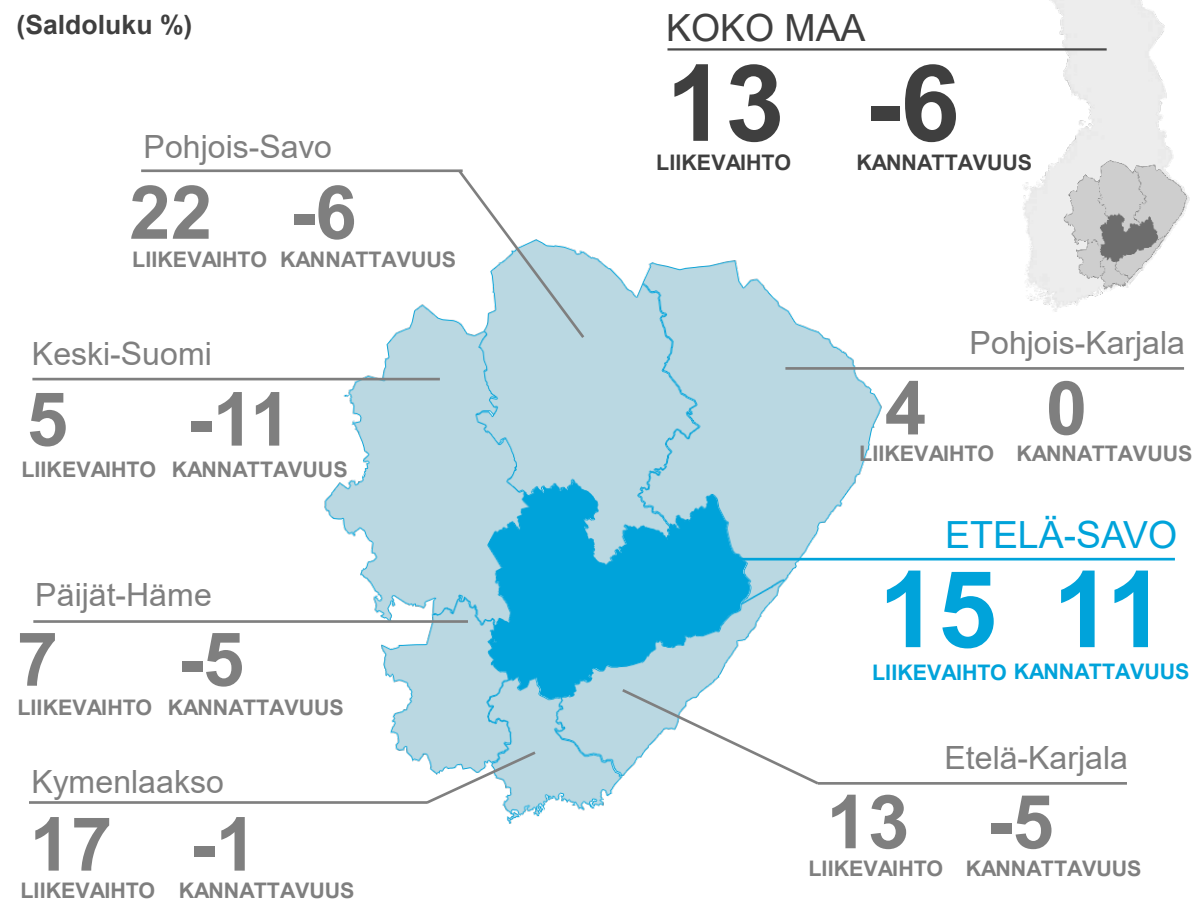 (Saldoluku %)
KOKO MAA
13 -6
LIIKEVAIHTO KANNATTAVUUS
Pohjois-Savo
22 -6
LIIKEVAIHTO KANNATTAVUUS
Keski-Suomi
5 -11
LIIKEVAIHTO KANNATTAVUUS
Pohjois-Karjala
4 0
LIIKEVAIHTO KANNATTAVUUS
ETELÄ-SAVO
15 11
LIIKEVAIHTO KANNATTAVUUS
Päijät-Häme
7 -5
LIIKEVAIHTO KANNATTAVUUS
Etelä-Karjala
13 -5
LIIKEVAIHTO KANNATTAVUUS
Kymenlaakso
17 -1
LIIKEVAIHTO KANNATTAVUUS